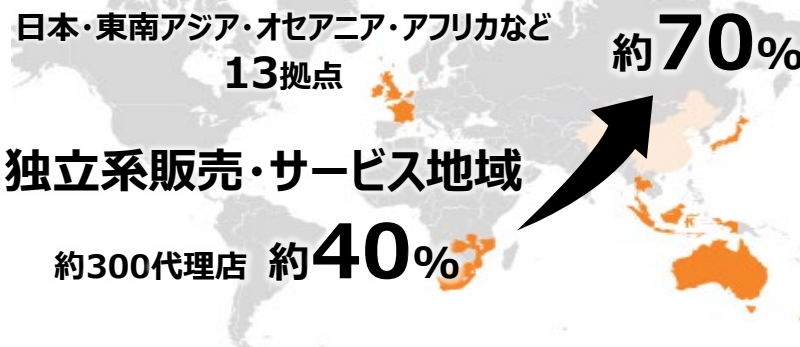 日本・東南アジア・オセアニア・アフリカなど
13拠点
約70%
独立系販売・サービス地域
約300代理店 約40%